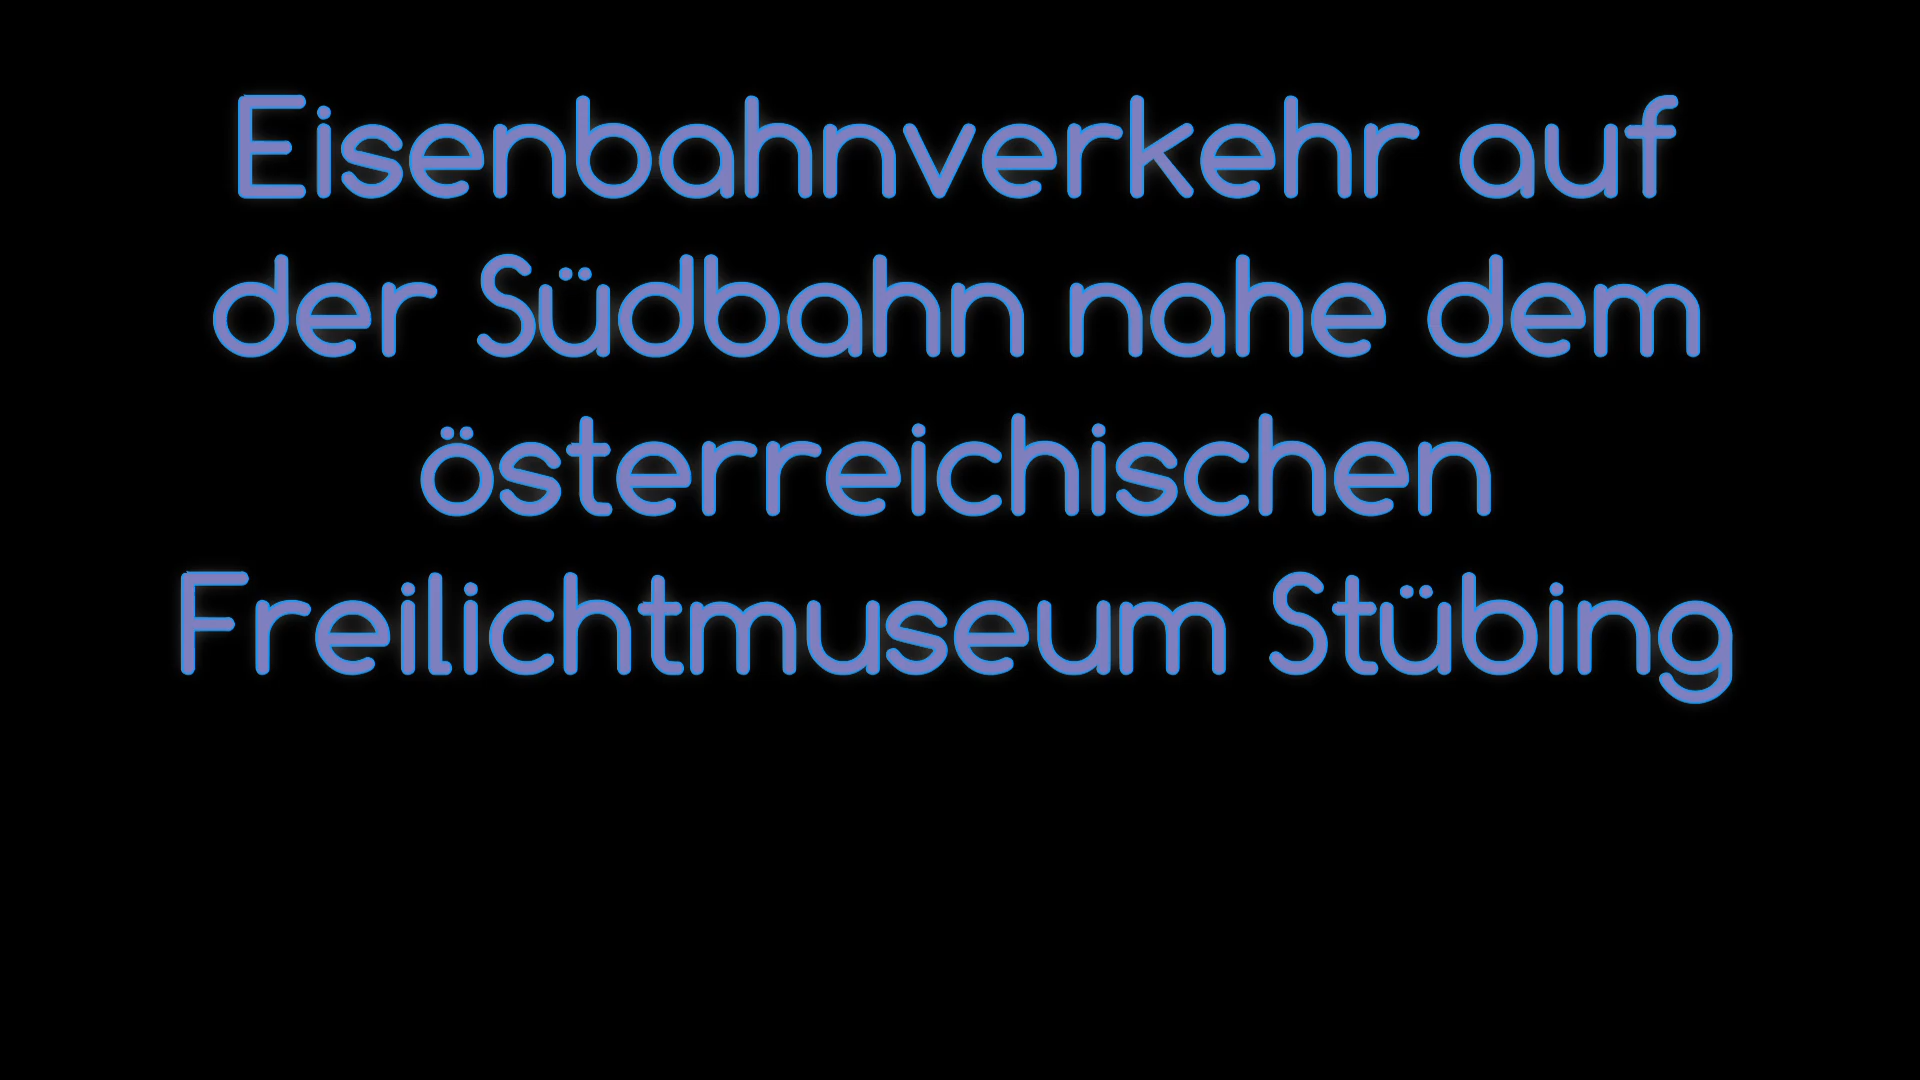 Eisenbahnverkehr auf
der Südbahn nahe dem
österreichischen
Freilichtmuseum Stübing